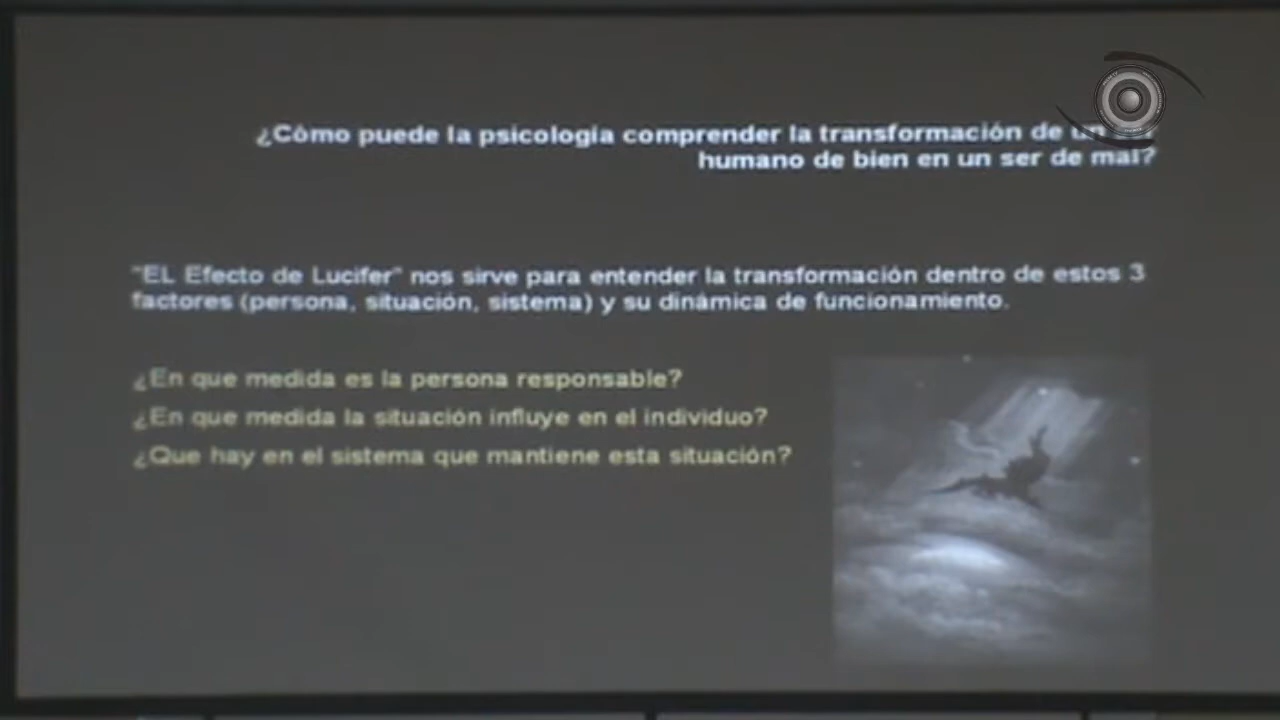 ¿Cómo puede la psicología comprender la transformación de un
humano de bien en un ser de mal?
"EL Efecto de Lucifer" nos sirve para entender la transformación dentro de estos 3
factores (persona, situación, sistema) y su dinámica de funcionamiento.
¿En que medida es la persona responsable?
¿En que medida la situación influye en el individuo?
¿Que hay en el sistema que mantiene esta situación?